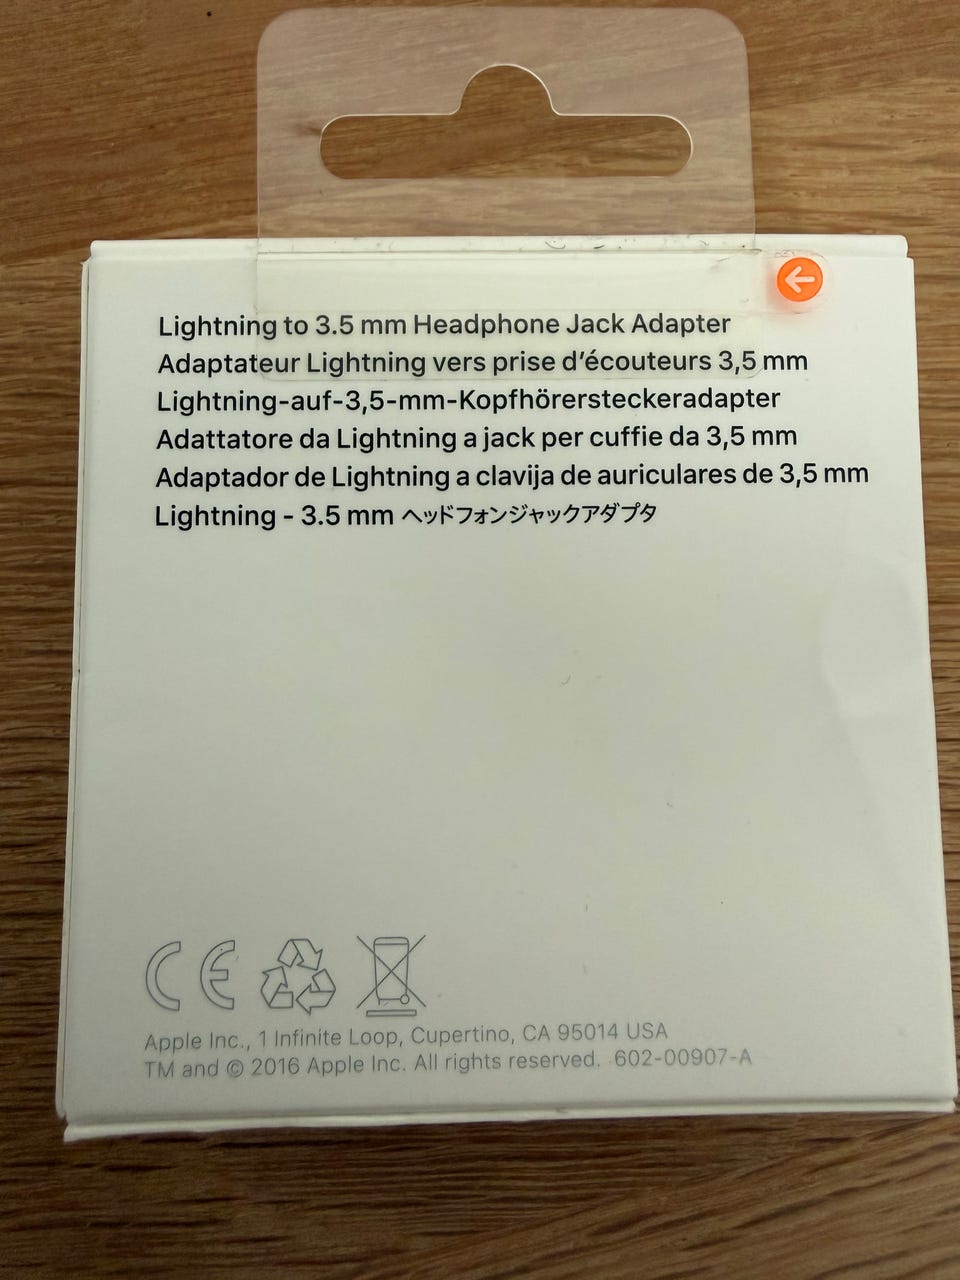 Lightning to 3.5 mm Headphone Jack Adapter
Adaptateur Lightning vers prise d’écouteurs 3,5 mm
Lightning-auf-3,5-mm-Kopfhörersteckeradapter
Adattatore da Lightning a jack per cuffie da 3,5 mm
Adaptador de Lightning a clavija de auriculares de 3,5 mm
Lightning - 3.5 mm ヘッドフォンジャックアダプタ
CE
Apple Inc., 1 Infinite Loop, Cupertino, CA 95014 USA
TM and © 2016 Apple Inc. All rights reserved. 602-00907-A